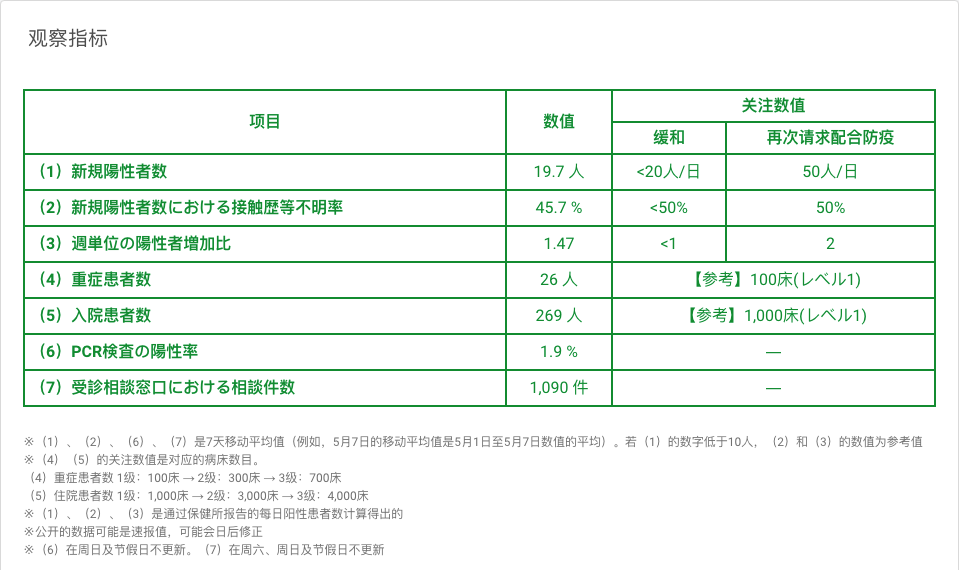 观察指标
项目 数值 关注数值
缓和 再次请求配合防疫
（1）新規陽性者数 19.7 人 <20人/日 50人/日
（2）新規陽性者数における接触歴等不明率 45.7 % <50% 50%
（3）週単位の陽性者増加比 1.47 <1 2
（4）重症患者数 26 人 【参考】100床(レベル1)
（5）入院患者数 269 人 【参考】1,000床(レベル1)
（6）PCR検査の陽性率 1.9 % ―
（7）受診相談窓口における相談件数 1,090 件 ―
※（1）、（2）、（6）、（7）是7天移动平均值（例如，5月7日的移动平均值是5月1日至5月7日数值的平均）。若（1）的数字低于10人，（2）和（3）的数值为参考值
※（4）（5）的关注数值是对应的病床数目。
（4）重症患者数 1级：100床 → 2级：300床 → 3级：700床
（5）住院患者数 1级：1,000床 → 2级：3,000床 → 3级：4,000床
※（1）、（2）、（3）是通过保健所报告的每日阳性患者数计算得出的
※公开的数据可能是速报值，可能会日后修正
※（6）在周日及节假日不更新。（7）在周六、周日及节假日不更新